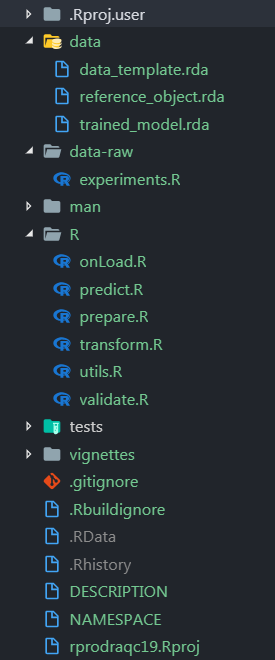 .Rproj.user
data
data_template.rda
reference_object.rda
trained_model.rda
data-raw
experiments.R
man
R
onLoad.R
predict.R
prepare.R
transform.R
utils.R
validate.R
tests
vignettes
.gitignore
.Rbuildignore
.RData
.Rhistory
DESCRIPTION
NAMESPACE
rprodraqc19.Rproj